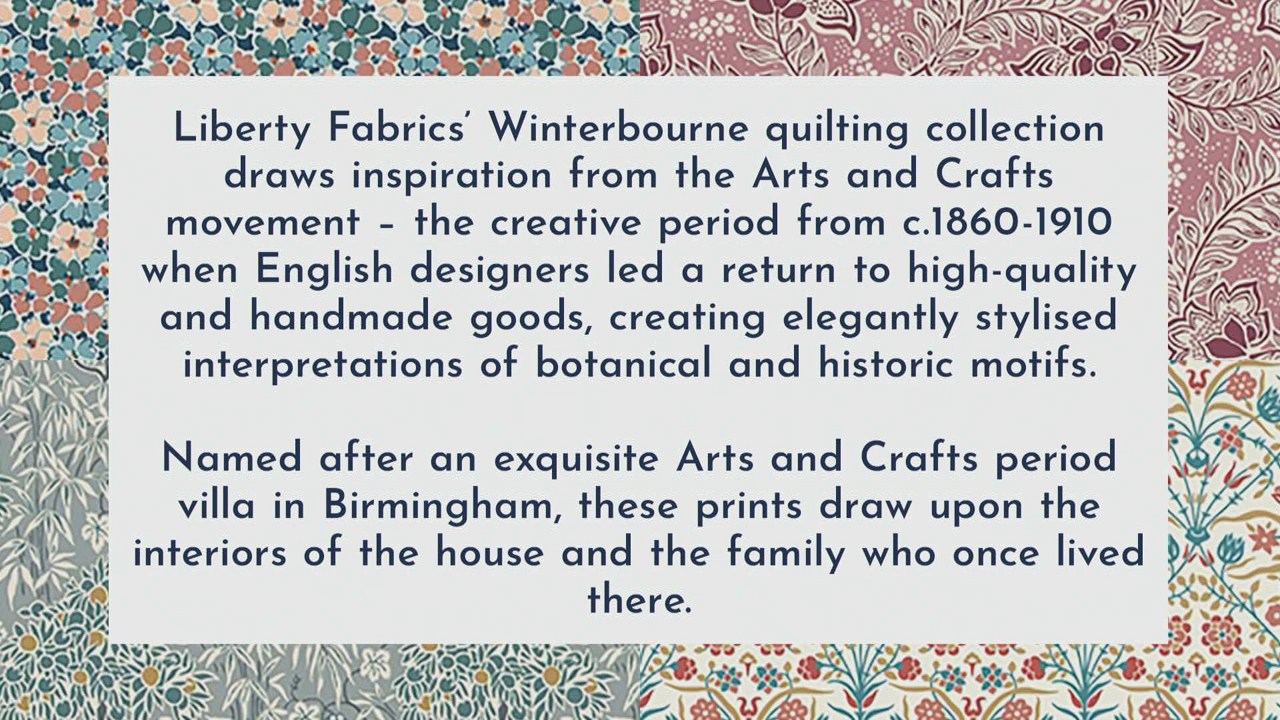 Liberty Fabrics’ Winterbourne quilting collection
draws inspiration from the Arts and Crafts
movement – the creative period from c.1860-1910
when English designers led a return to high-quality
and handmade goods, creating elegantly stylised
interpretations of botanical and historic motifs.
Named after an exquisite Arts and Crafts period
villa in Birmingham, these prints draw upon the
interiors of the house and the family who once lived
there.